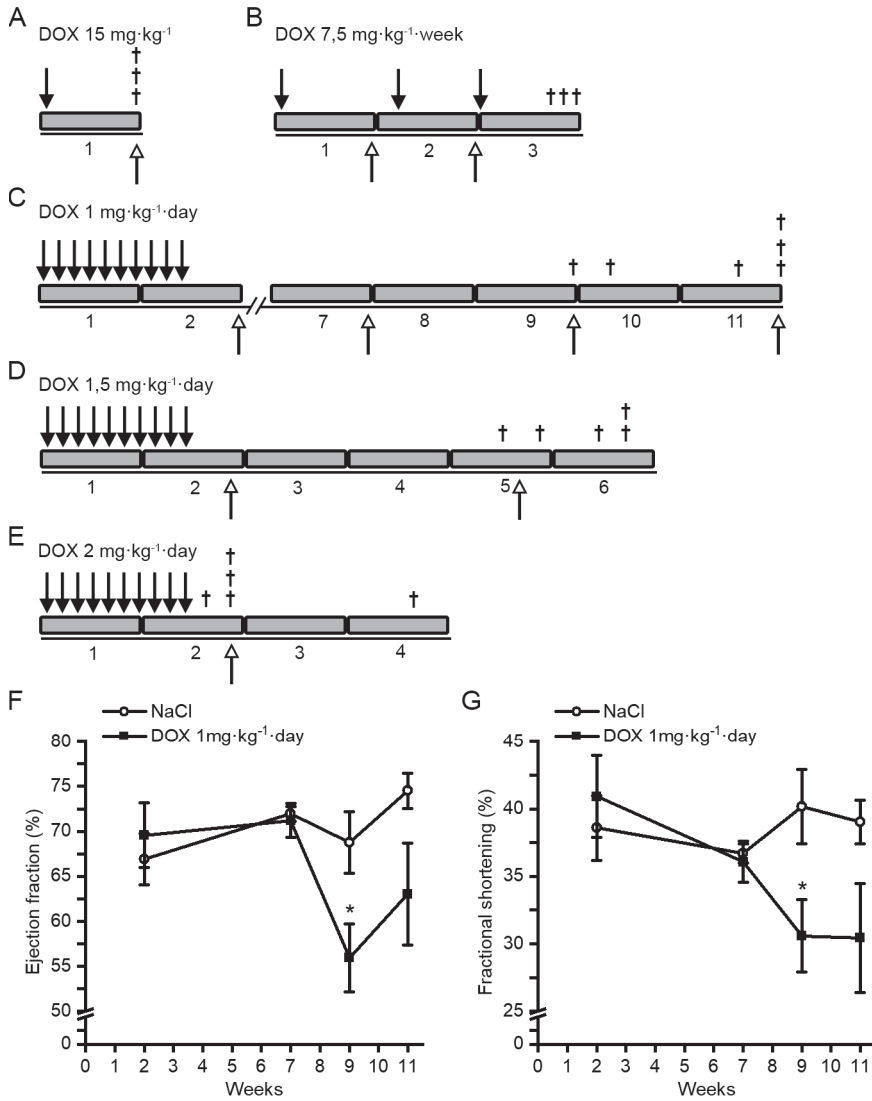 A
DOX 15 mg·kg⁻¹
†
†
†
1
B
DOX 7,5 mg·kg⁻¹·week
†††
1 2 3
C
DOX 1 mg·kg⁻¹·day
†
†
† † † †
1 2 7 8 9 10 11
D
DOX 1,5 mg·kg⁻¹·day
†
† † † †
1 2 3 4 5 6
E
DOX 2 mg·kg⁻¹·day
†
†
† † †
1 2 3 4
F
NaCl
DOX 1mg·kg⁻¹·day
Ejection fraction (%)
80
75
70
65
60
55
50
0
*
0 1 2 3 4 5 6 7 8 9 10 11
Weeks
G
NaCl
DOX 1mg·kg⁻¹·day
Fractional shortening (%)
45
40
35
30
25
0
*
0 1 2 3 4 5 6 7 8 9 10 11
Weeks